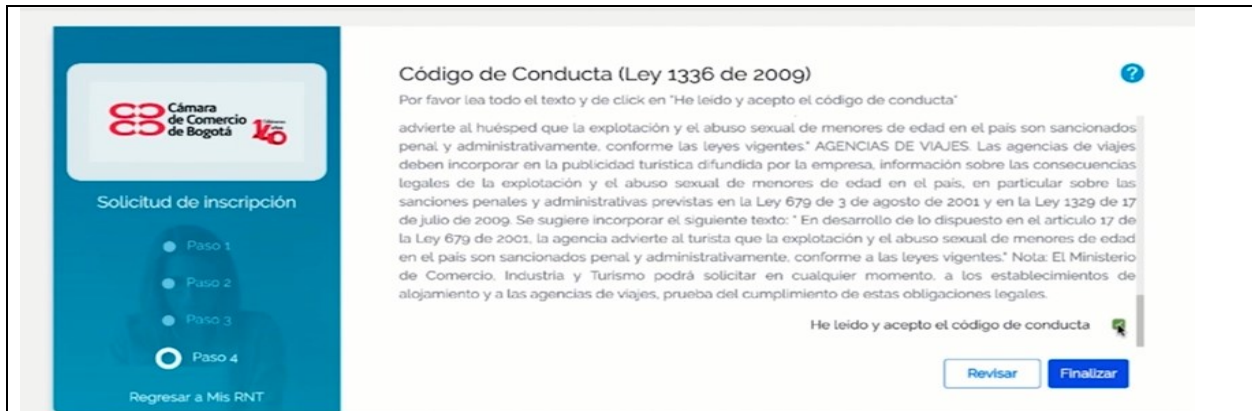 Cámara
de Comercio
de Bogotá
Solicitud de inscripción
Paso 1
Paso 2
Paso 3
Paso 4
Regresar a Mis RNT
Código de Conducta (Ley 1336 de 2009)
?
Por favor lea todo el texto y de click en "He leído y acepto el código de conducta"
advierte al huésped que la explotación y el abuso sexual de menores de edad en el país son sancionados
penal y administrativamente, conforme las leyes vigentes." AGENCIAS DE VIAJES. Las agencias de viajes
deben incorporar en la publicidad turística difundida por la empresa, información sobre las consecuencias
legales de la explotación y el abuso sexual de menores de edad en el país, en particular sobre las
sanciones penales y administrativas previstas en la Ley 679 de 3 de agosto de 2001 y en la Ley 1329 de 17
de julio de 2009. Se sugiere incorporar el siguiente texto: " En desarrollo de lo dispuesto en el artículo 17 de
la Ley 679 de 2001, la agencia advierte al turista que la explotación y el abuso sexual de menores de edad
en el país son sancionados penal y administrativamente, conforme a las leyes vigentes." Nota: El Ministerio
de Comercio, Industria y Turismo podrá solicitar en cualquier momento, a los establecimientos de
alojamiento y a las agencias de viajes, prueba del cumplimiento de estas obligaciones legales.
He leído y acepto el código de conducta
Revisar
Finalizar